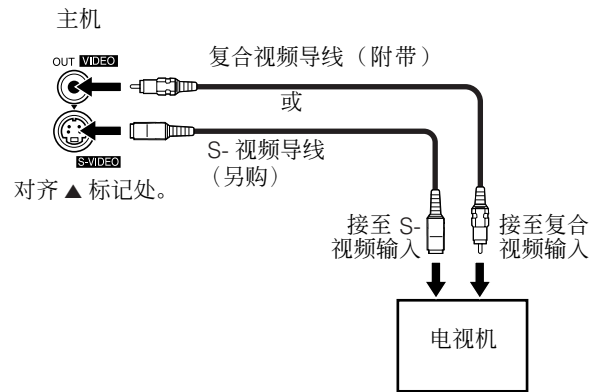 主机
OUT VIDEO
复合视频导线（附带）
或
S-VIDEO
S- 视频导线
（另购）
对齐 ▲ 标记处。
接至 S-
视频输入
接至复合
视频输入
电视机